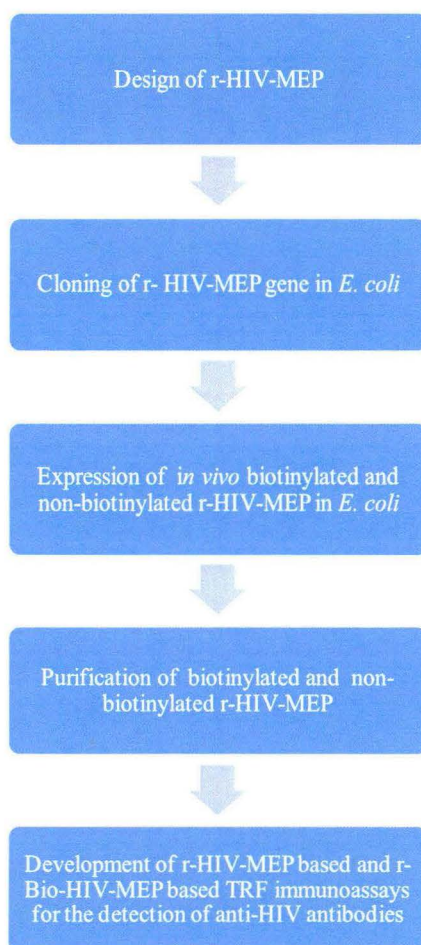 Design of r-HIV-MEP
Cloning of r- HIV-MEP gene in E. coli
Expression of in vivo biotinylated and
non-biotinylated r-HIV-MEP in E. coli
Purification of biotinylated and non-
biotinylated r-HIV-MEP
Development of r-HIV-MEP based and r-
Bio-HIV-MEP based TRF immunoassays
for the detection of anti-HIV antibodies